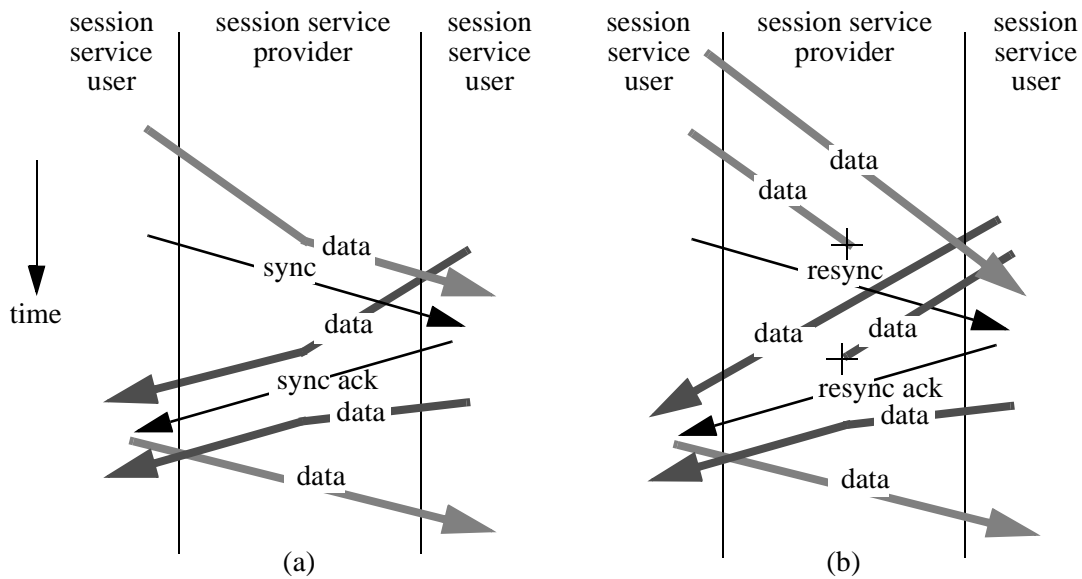 session service user
session service provider
session service user
data
sync
data
sync ack
data
data
time
(a)
session service user
session service provider
session service user
data
data
resync
data
data
resync ack
data
data
(b)